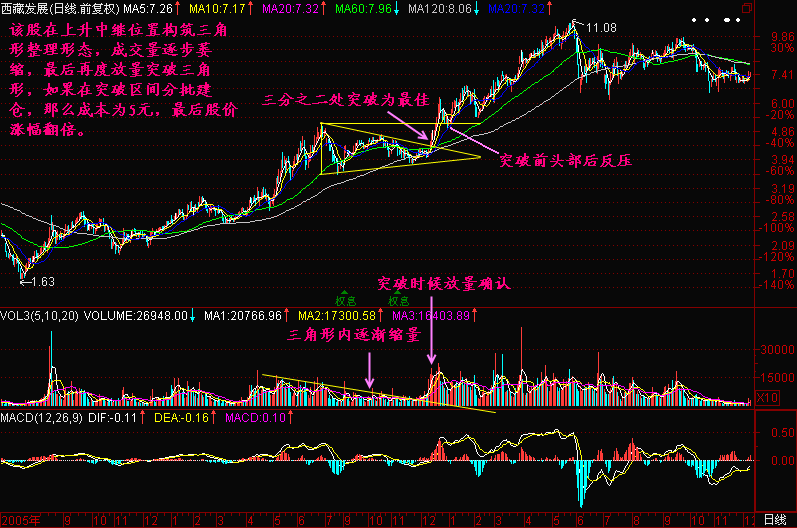 西藏发展(日线.前复权) MA5:7.26↑ MA10:7.17↑ MA20:7.32↑ MA60:7.96↓ MA120:8.06↓ MA20:7.32↑
该股在上升中继位置构筑三角
形整理形态，成交量逐步萎
缩，最后再度放量突破三角
形，如果在突破区间分批建
仓，那么成本为5元，最后股价
涨幅翻倍。
11.08
三分之二处突破为最佳
突破前头部后反压
9.86
30%
7.41
6.00
-20%
4.86
-40%
3.94
-60%
3.19
-80%
2.58
-100%
2.09
-120%
1.70
-140%
←1.63
突破时候放量确认
权息 权息
VOL3(5,10,20) VOLUME:26948.00↓ MA1:20766.96↑ MA2:17300.58↑ MA3:16403.89↑
三角形内逐渐缩量
30000
15000
X10
MACD(12,26,9) DIF:-0.11↑ DEA:-0.16↑ MACD:0.10↑
0.50
0.00
2005年 9 10 11 12 2 3 4 5 6 7 8 9 10 11 12 1 2 3 4 5 6 7 8 9 10 11 12 日线